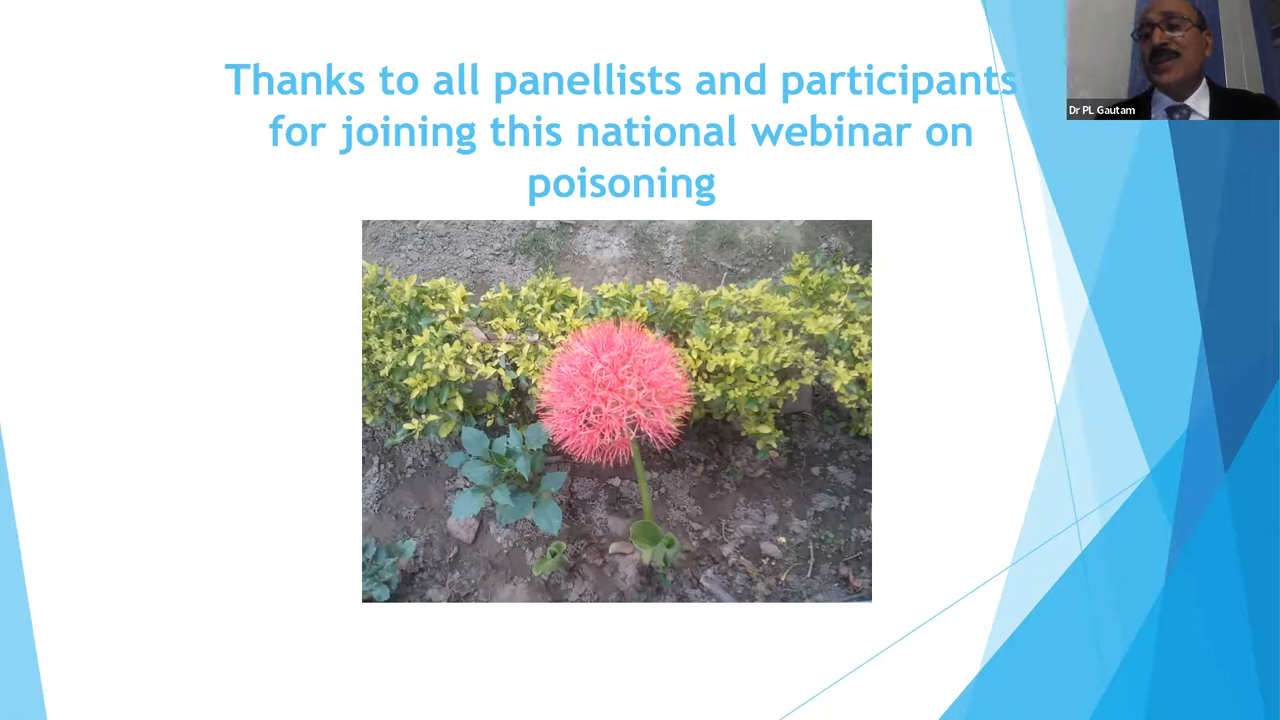 Thanks to all panellists and participants
for joining this national webinar on
poisoning
Dr PL Gautam